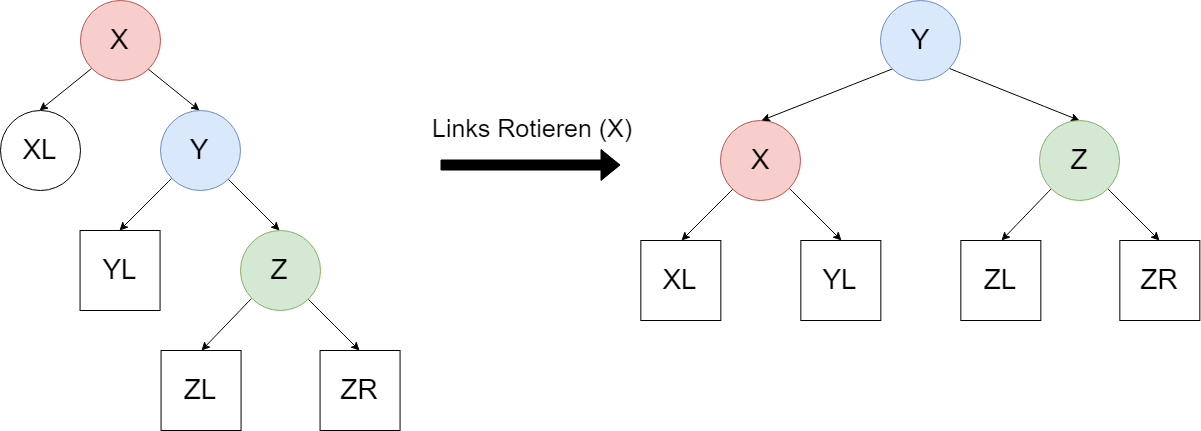 X
Y
Links Rotieren (X)
XL
Y
X
Z
YL
Z
XL
YL
ZL
ZR
ZL
ZR